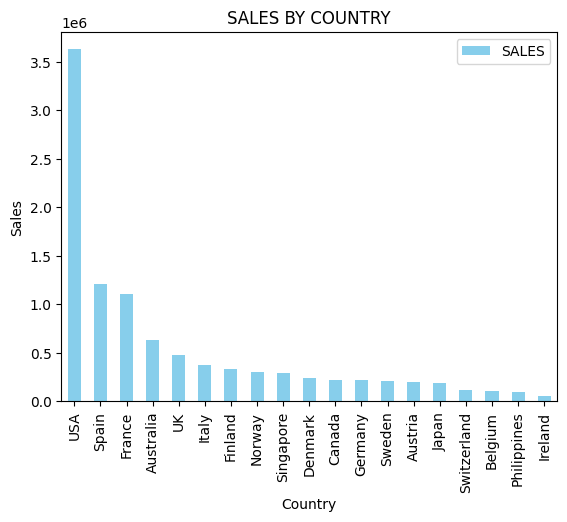 SALES BY COUNTRY
1e6
SALES
3.5
3.0
2.5
2.0
1.5
1.0
0.5
0.0
Sales
USA
Spain
France
Australia
UK
Italy
Finland
Norway
Singapore
Denmark
Canada
Germany
Sweden
Austria
Japan
Switzerland
Belgium
Philippines
Ireland
Country